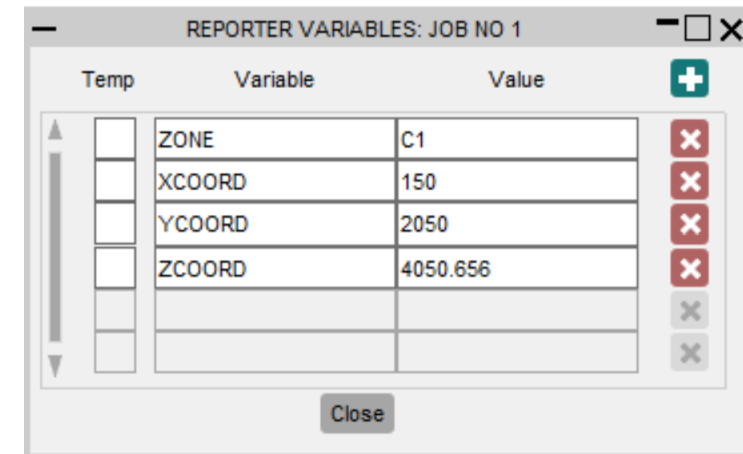 REPORTER VARIABLES: JOB NO 1
Temp Variable Value
ZONE C1
XCOORD 150
YCOORD 2050
ZCOORD 4050.656
Close